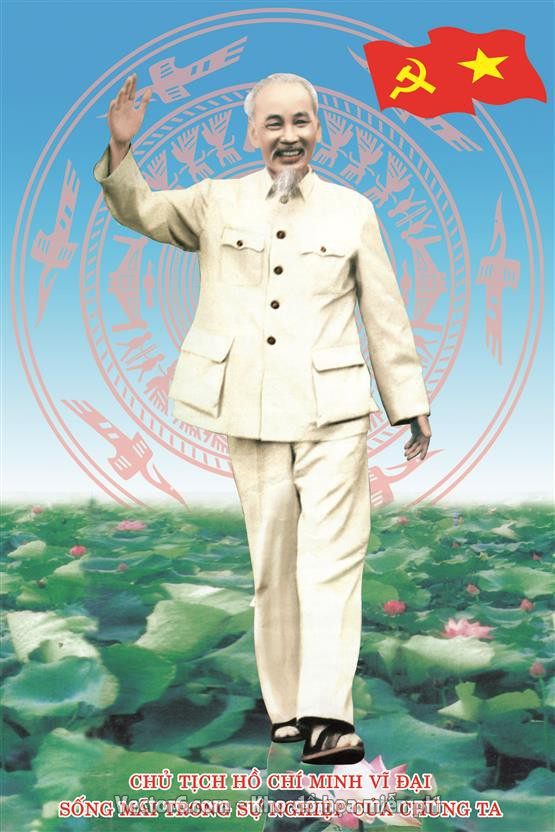 CHỦ TỊCH HỒ CHÍ MINH VĨ ĐẠI
SỐNG MÃI TRONG SỰ NGHIỆP CỦA CHÚNG TA